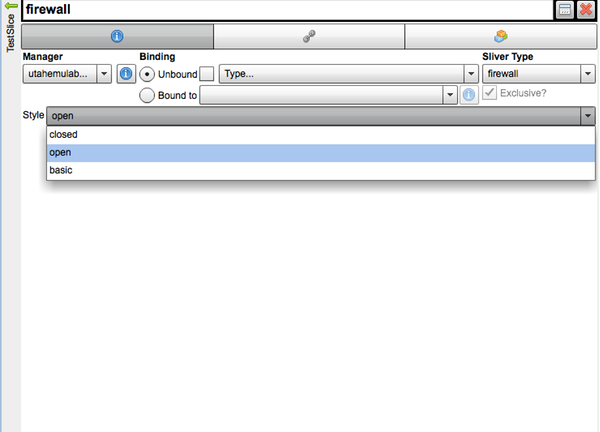 firewall
TestSlice
Manager
Binding
Sliver Type
utahemulab...
Unbound
Type...
firewall
Bound to
Exclusive?
Style
open
closed
open
basic